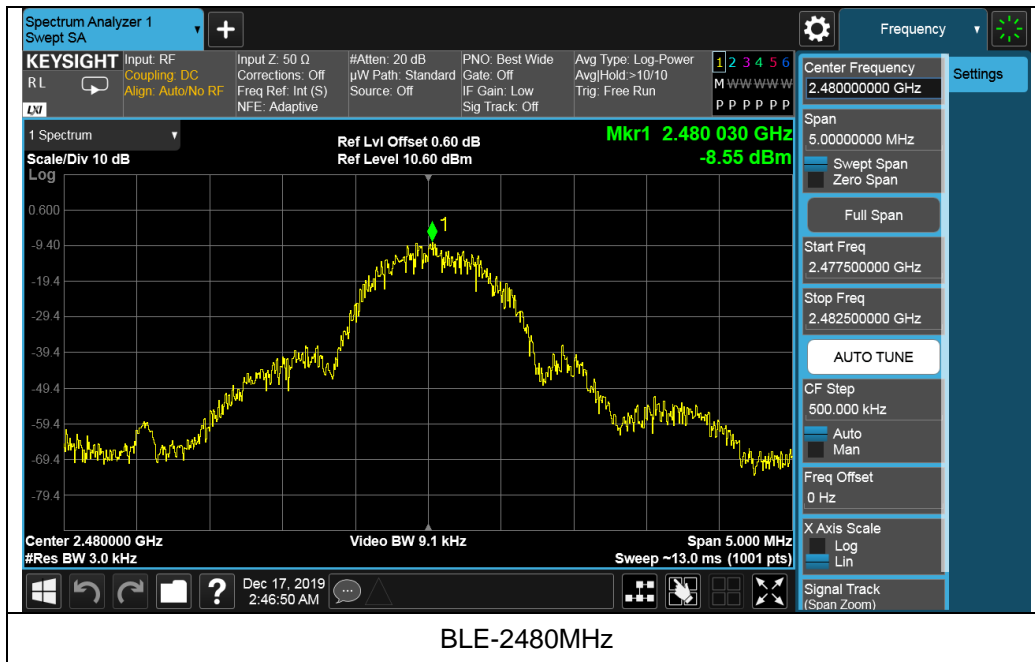 Spectrum Analyzer 1
Swept SA
+
Frequency
KEYSIGHT
RL
LXI
Input: RF
Coupling: DC
Align: Auto/No RF
Input Z: 50 Ω
Corrections: Off
Freq Ref: Int (S)
NFE: Adaptive
#Atten: 20 dB
µW Path: Standard
Source: Off
PNO: Best Wide
Gate: Off
IF Gain: Low
Sig Track: Off
Avg Type: Log-Power
Avg|Hold:>10/10
Trig: Free Run
1 2 3 4 5 6
M W W W W W
P P P P P P
Center Frequency
2.480000000 GHz
Settings
Span
5.00000000 MHz
Swept Span
Zero Span
Full Span
Start Freq
2.477500000 GHz
Stop Freq
2.482500000 GHz
AUTO TUNE
CF Step
500.000 kHz
Auto
Man
Freq Offset
0 Hz
X Axis Scale
Log
Lin
Signal Track
(Span Zoom)
1 Spectrum
Scale/Div 10 dB
Log
Ref Lvl Offset 0.60 dB
Ref Level 10.60 dBm
Mkr1 2.480 030 GHz
-8.55 dBm
1
0.600
-9.40
-19.4
-29.4
-39.4
-49.4
-59.4
-69.4
-79.4
Center 2.480000 GHz
#Res BW 3.0 kHz
Video BW 9.1 kHz
Span 5.000 MHz
Sweep ~13.0 ms (1001 pts)
?
Dec 17, 2019
2:46:50 AM
BLE-2480MHz